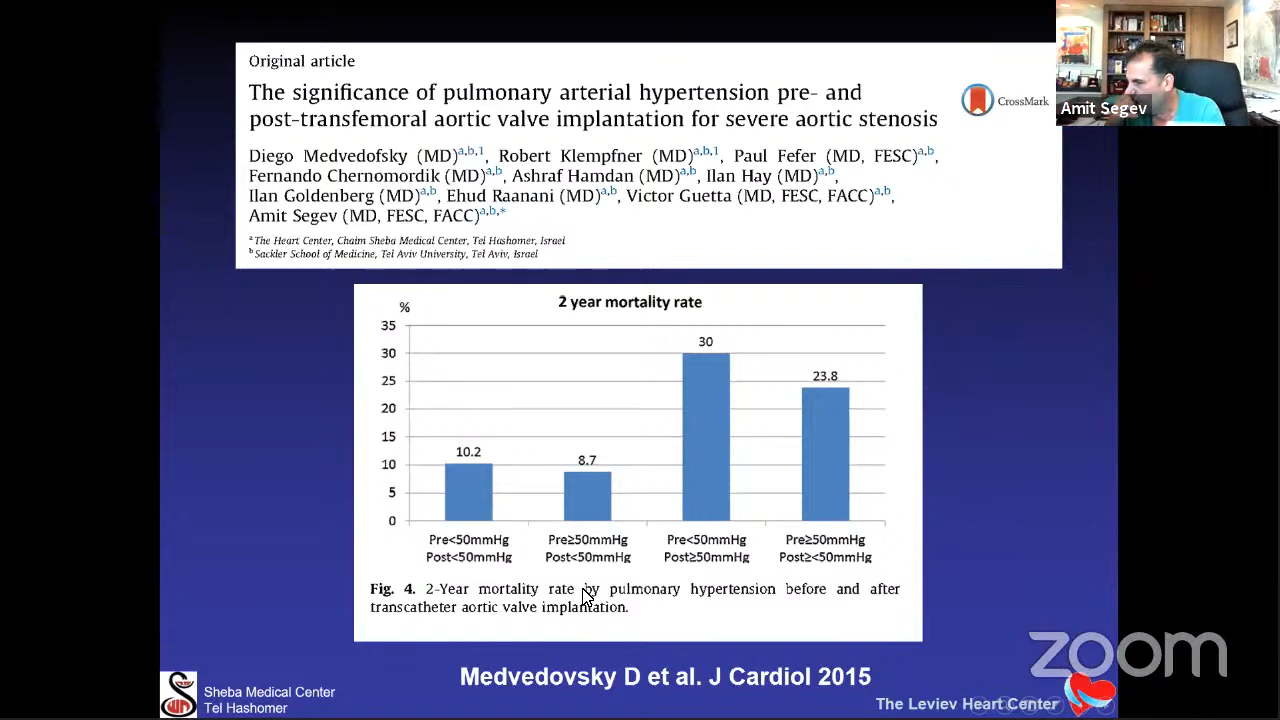 Original article
The significance of pulmonary arterial hypertension pre- and
post-transfemoral aortic valve implantation for severe aortic stenosis
CrossMark
Amit Segev
Diego Medvedofsky (MD)a,b,1, Robert Klempfner (MD)a,b,1, Paul Fefer (MD, FESC)a,b,
Fernando Chernomordik (MD)a,b, Ashraf Hamdan (MD)a,b, Ilan Hay (MD)a,b,
Ilan Goldenberg (MD)a,b, Ehud Raanani (MD)a,b, Victor Guetta (MD, FESC, FACC)a,b,
Amit Segev (MD, FESC, FACC)a,b,*
a The Heart Center, Chaim Sheba Medical Center, Tel Hashomer, Israel
b Sackler School of Medicine, Tel Aviv University, Tel Aviv, Israel
2 year mortality rate
%
35
30
25
20
15
10
5
0
10.2
8.7
30
23.8
Pre<50mmHg
Post<50mmHg
Pre≥50mmHg
Post<50mmHg
Pre<50mmHg
Post≥50mmHg
Pre≥50mmHg
Post≥<50mmHg
Fig. 4. 2-Year mortality rate by pulmonary hypertension before and after
transcatheter aortic valve implantation.
Medvedovsky D et al. J Cardiol 2015
Sheba Medical Center
Tel Hashomer
The Leviev Heart Center
zoom